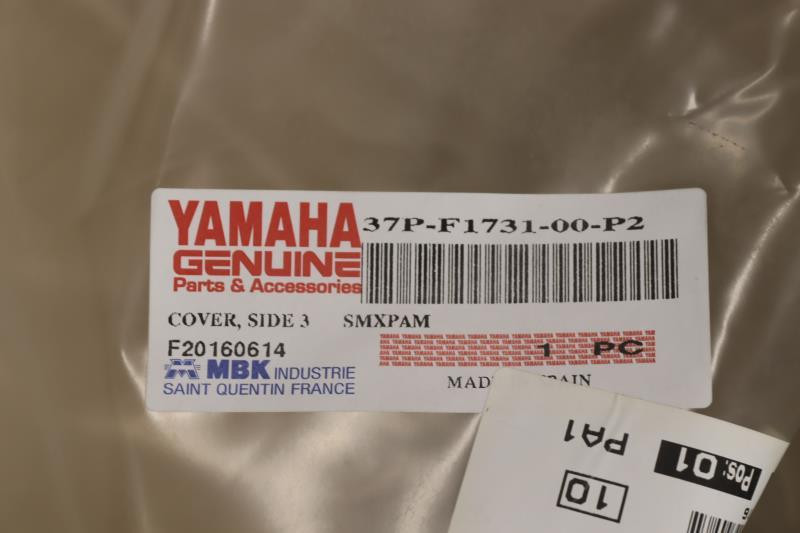 YAMAHA
GENUINE
Parts & Accessories
37P-F1731-00-P2
COVER, SIDE 3 SMXPAM
F20160614
1 PC
MBK INDUSTRIE
SAINT QUENTIN FRANCE
PA1
10
Pos: 01